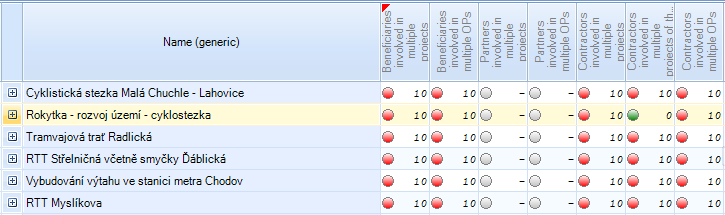 Name (generic)
Beneficiaries involved in multiple projects
Beneficiaries involved in multiple OPs
Partners involved in multiple projects
Partners involved in multiple OPs
Contractors involved in multiple projects
Contractors involved in multiple projects of th...
Contractors involved in multiple OPs
Cyklistická stezka Malá Chuchle - Lahovice 10 10 – – 10 10 10
Rokytka - rozvoj území - cyklostezka 10 10 – – 10 0 10
Tramvajová trať Radlická 10 10 – – 10 10 10
RTT Střelničná včetně smyčky Ďáblická 10 10 – – 10 10 10
Vybudování výtahu ve stanici metra Chodov 10 10 – – 10 10 10
RTT Myslíkova 10 10 – – 10 10 10